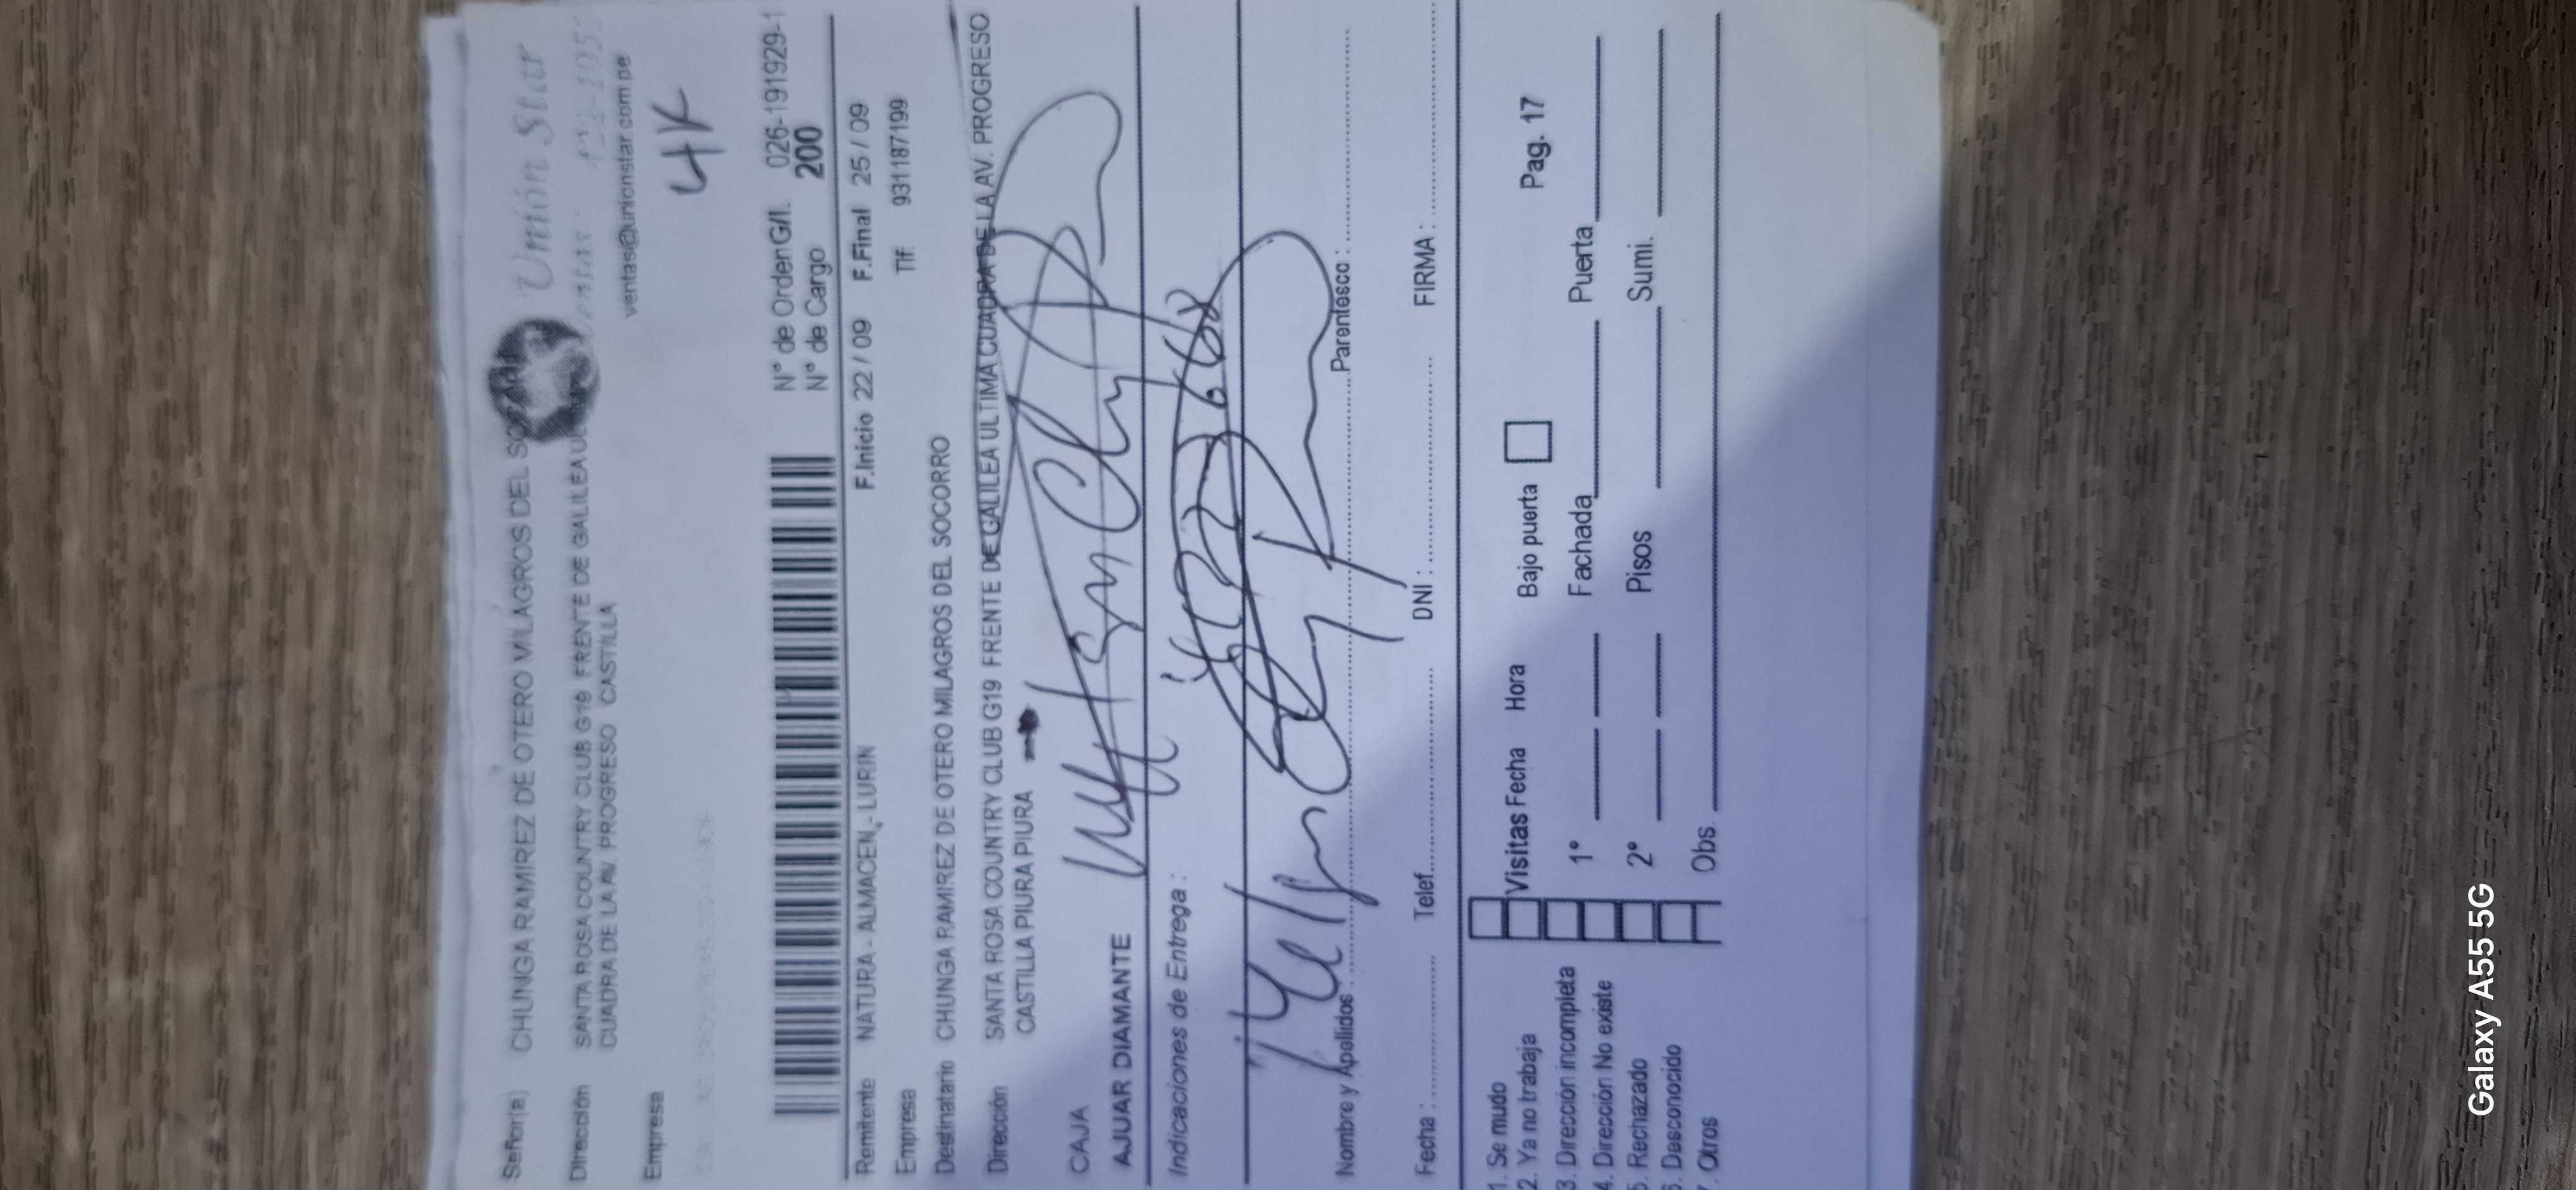 Unión Star
Señor(a) CHUNGA RAMIREZ DE OTERO MILAGROS DEL
Dirección SANTA ROSA COUNTRY CLUB G19 FRENTE DE GALILEA
CUADRA DE LA AV. PROGRESO CASTILLA
ventas@unionstar.com.pe
Empresa
4K
N° de Orden G/I. 026-191929-1
N° de Cargo 200
Remitente NATURA - ALMACEN - LURIN F.Inicio 22 / 09 F.Final 25 / 09
Empresa Tlf. 931187199
Destinatario CHUNGA RAMIREZ DE OTERO MILAGROS DEL SOCORRO
Dirección SANTA ROSA COUNTRY CLUB G19 FRENTE DE GALILEA ULTIMA CUADRA DE LA AV. PROGRESO
CASTILLA PIURA PIURA
CAJA
AJUAR DIAMANTE
Indicaciones de Entrega :
Nombre y Apellidos : Parentesco :
Fecha : Telef. DNI : FIRMA :
1. Se mudo
2. Ya no trabaja Visitas Fecha Hora Bajo puerta Pag. 17
3. Dirección incompleta 1° Fachada Puerta
4. Dirección No existe
5. Rechazado 2° Pisos Sumi.
6. Desconocido
7. Otros Obs.
Galaxy A55 5G